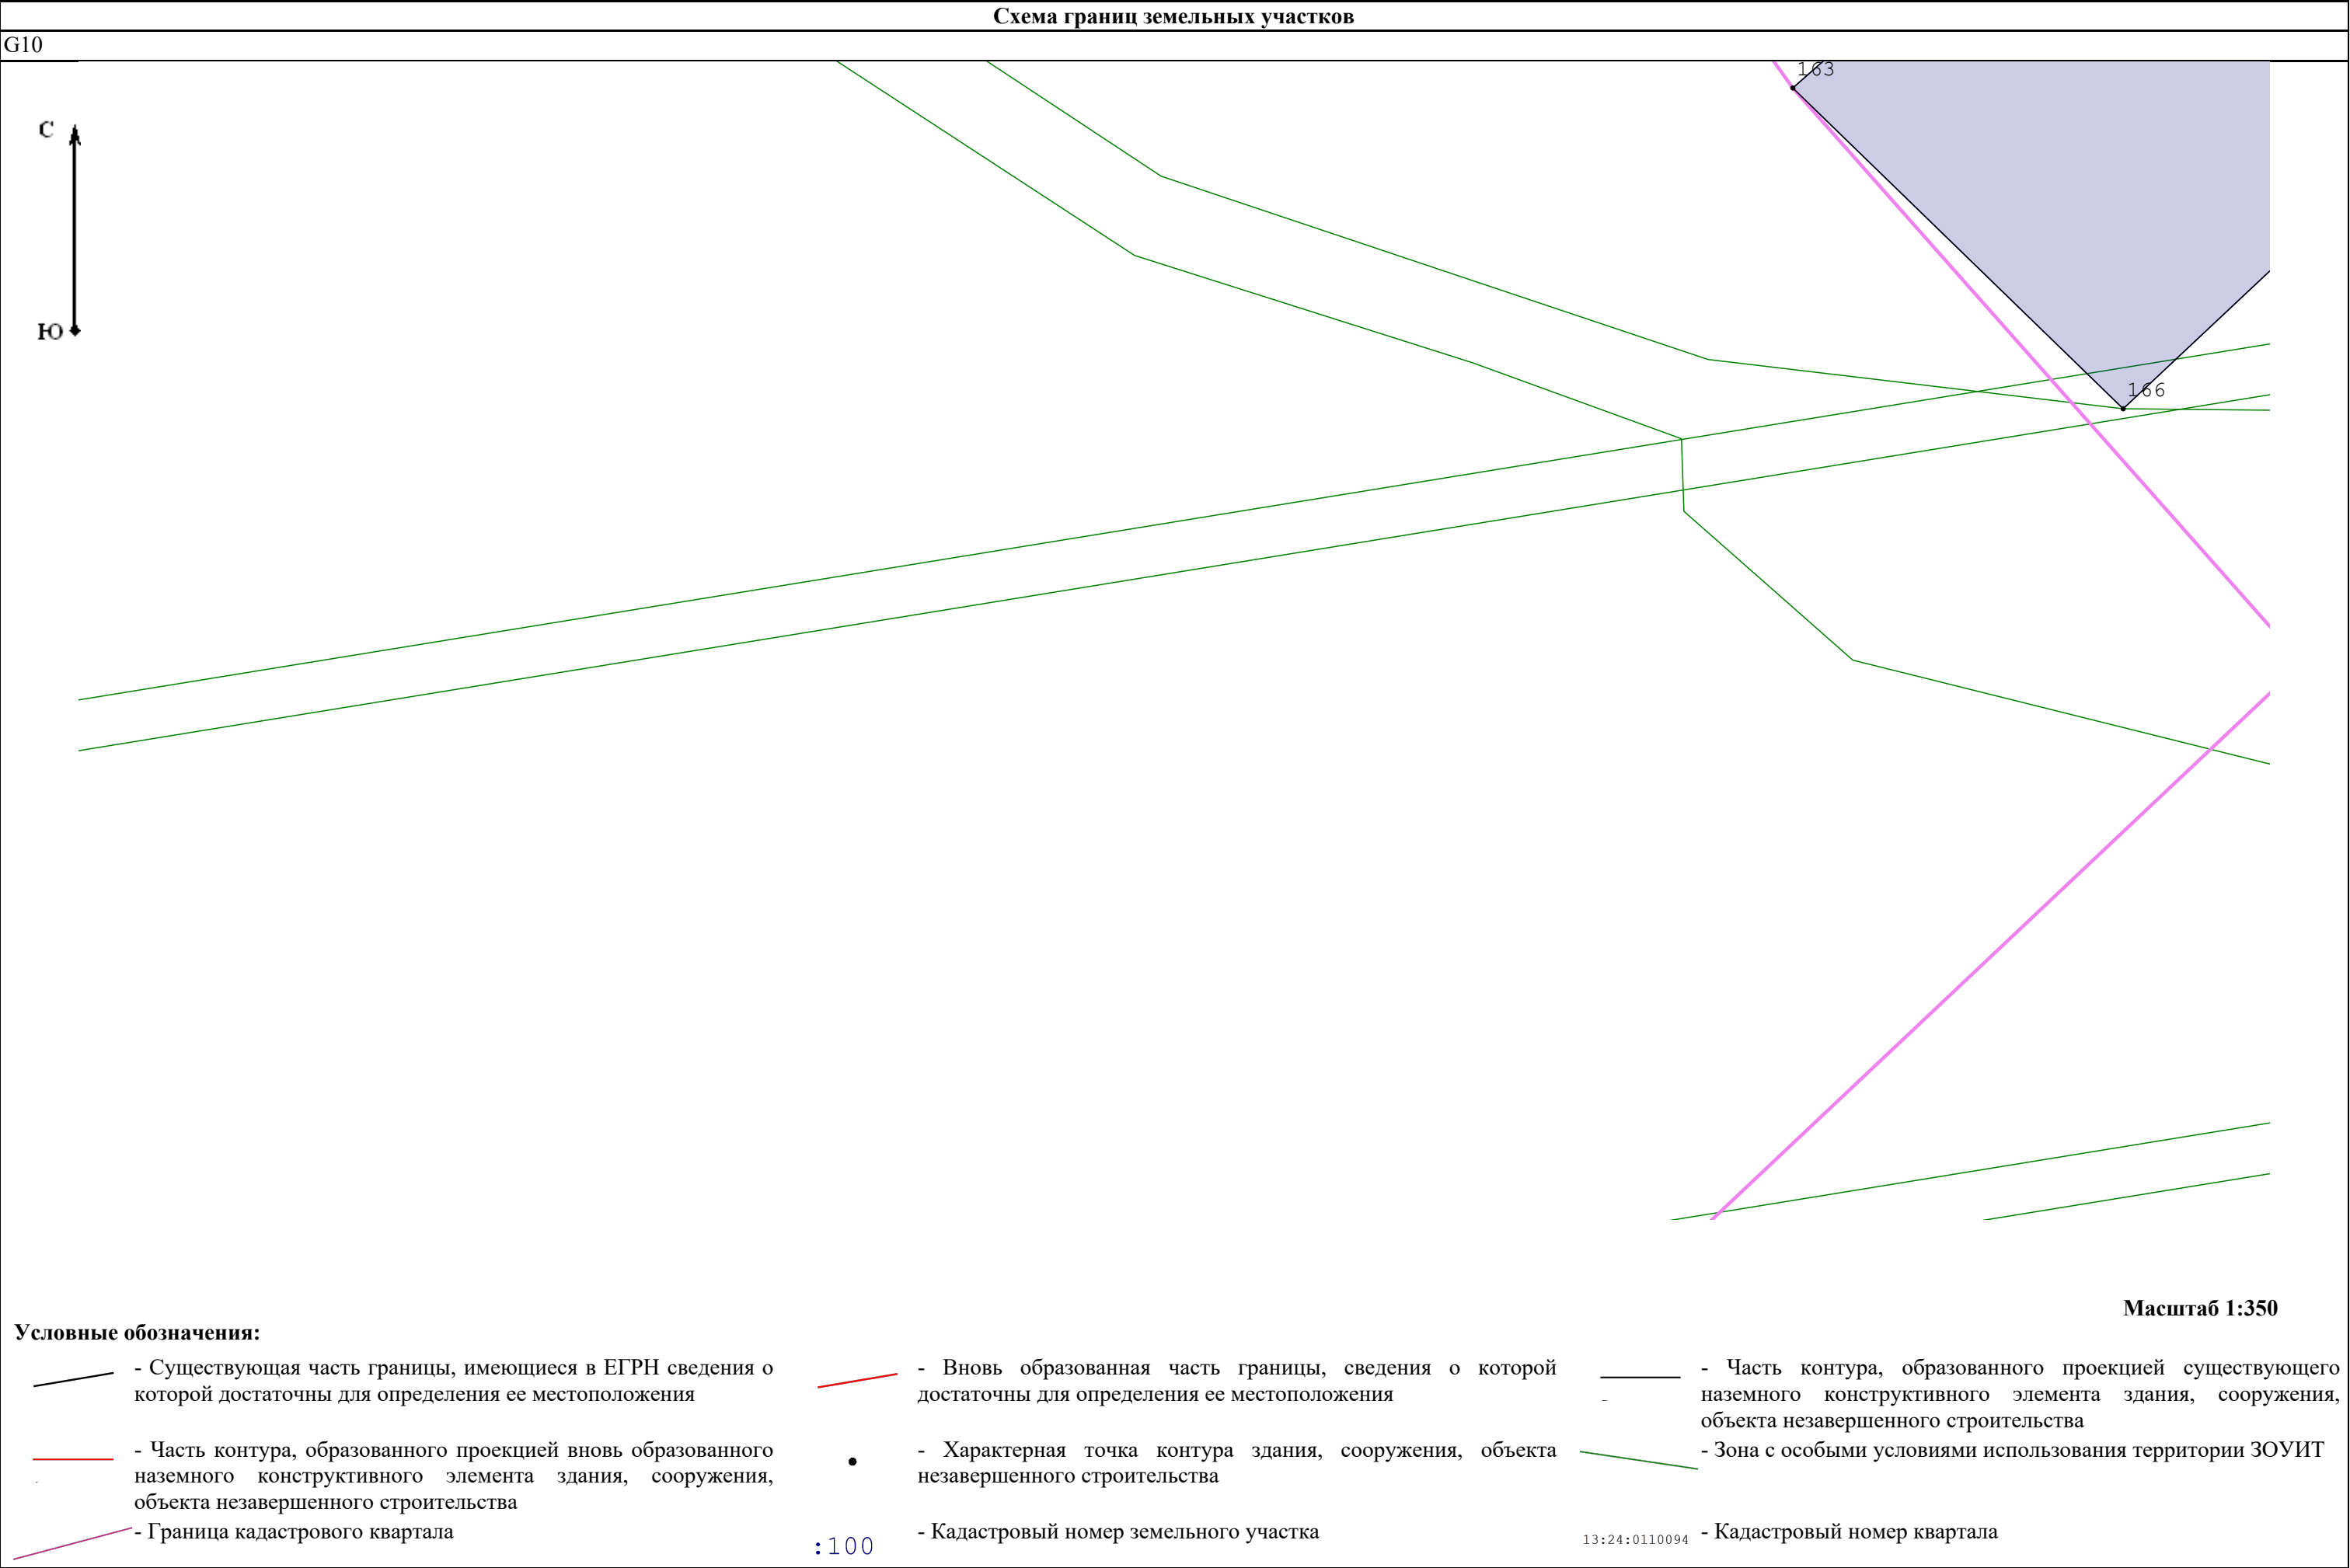 Схема границ земельных участков
G10
163
С
Ю
166
Масштаб 1:350
Условные обозначения:
- Существующая часть границы, имеющиеся в ЕГРН сведения о
которой достаточны для определения ее местоположения
- Вновь образованная часть границы, сведения о которой
достаточны для определения ее местоположения
- Часть контура, образованного проекцией существующего
наземного конструктивного элемента здания, сооружения,
объекта незавершенного строительства
- Часть контура, образованного проекцией вновь образованного
наземного конструктивного элемента здания, сооружения,
объекта незавершенного строительства
- Характерная точка контура здания, сооружения, объекта
незавершенного строительства
- Зона с особыми условиями использования территории ЗОУИТ
- Граница кадастрового квартала
:100
- Кадастровый номер земельного участка
13:24:0110094
- Кадастровый номер квартала